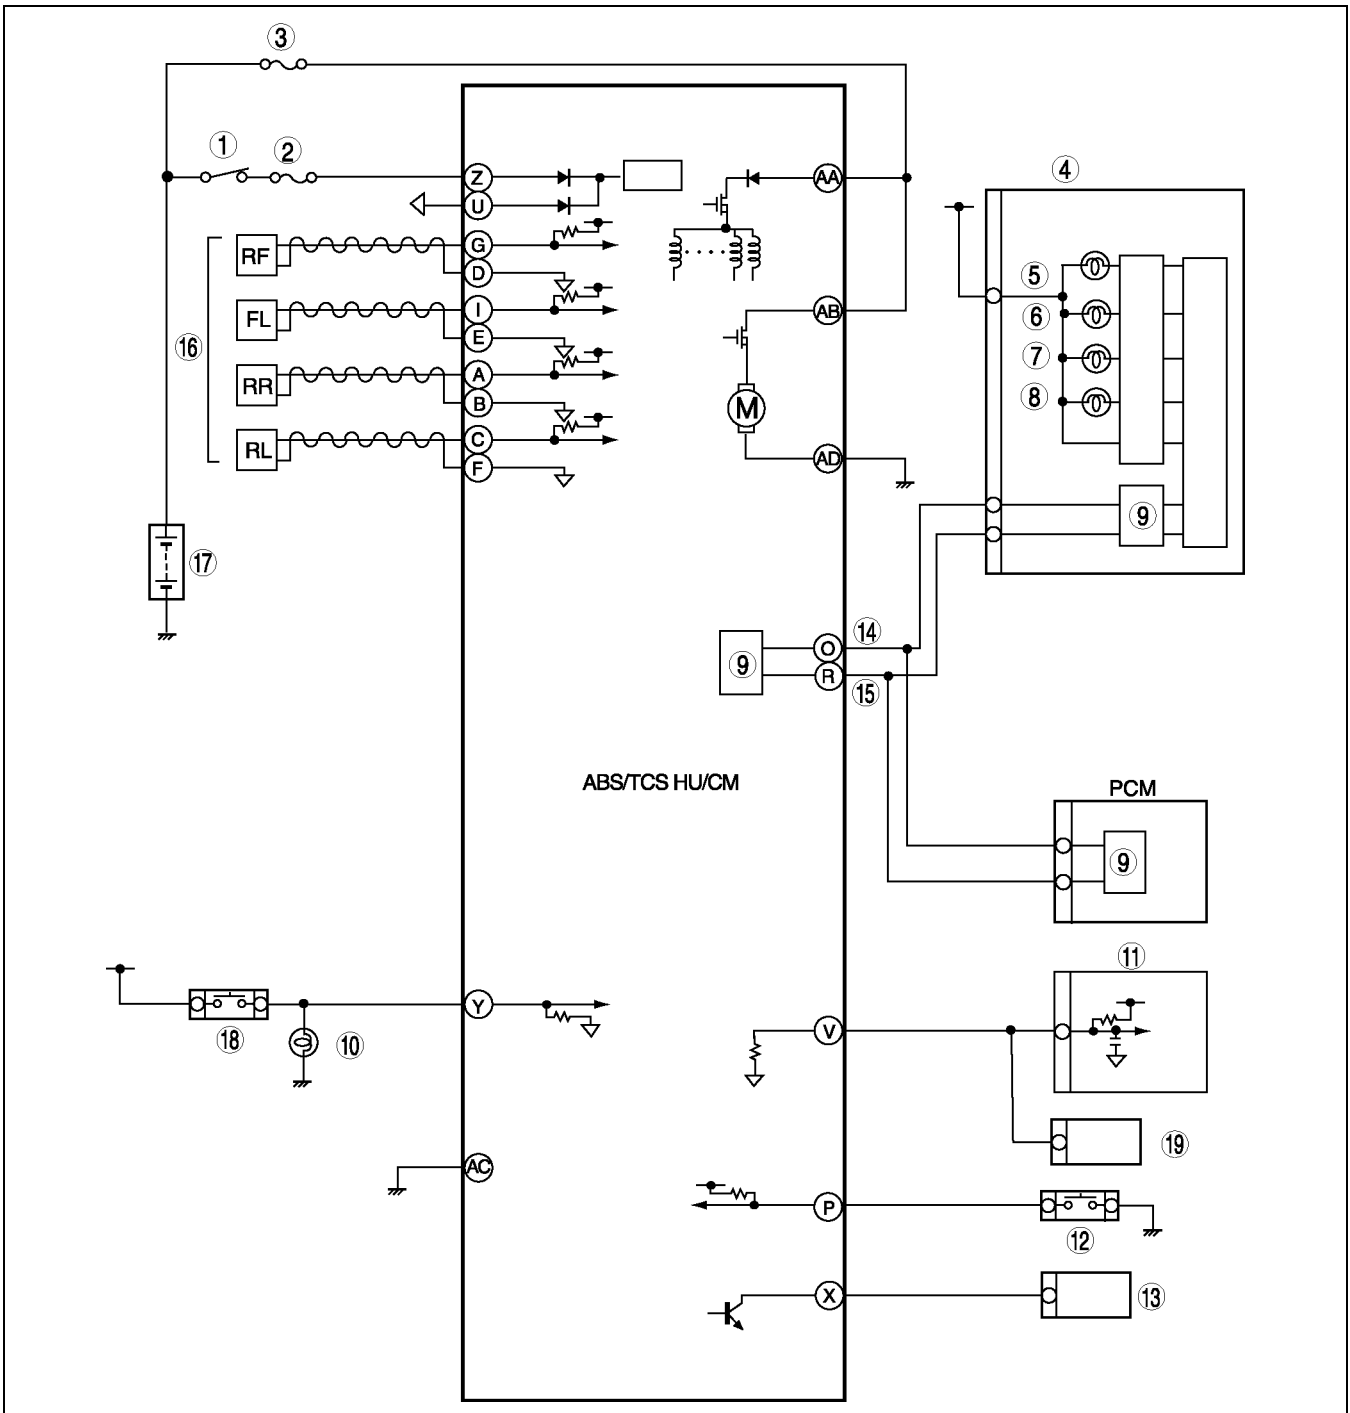 ③
① ②
④
Z
AA
U
RF
G
D
⑤
FL
I
AB
⑥
E
⑯
⑦
RR
A
⑧
B
M
RL
C
AD
F
⑨
⑰
⑭
O
⑨
R
⑮
ABS/TCS HU/CM
PCM
⑨
⑪
Y
V
⑱
⑩
⑲
AC
P
⑫
X
⑬